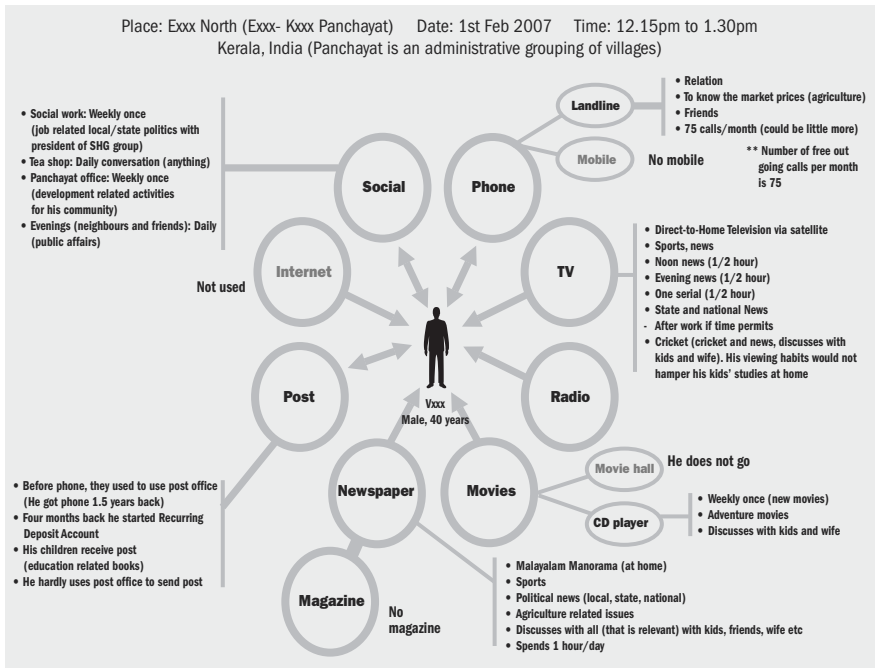 Place: Exxx North (Exxx- Kxxx Panchayat) Date: 1st Feb 2007 Time: 12.15pm to 1.30pm
Kerala, India (Panchayat is an administrative grouping of villages)
• Social work: Weekly once
(job related local/state politics with
president of SHG group)
• Tea shop: Daily conversation (anything)
• Panchayat office: Weekly once
(development related activities
for his community)
• Evenings (neighbours and friends): Daily
(public affairs)
Social
Phone
Landline
• Relation
• To know the market prices (agriculture)
• Friends
• 75 calls/month (could be little more)
Mobile
No mobile
** Number of free out
going calls per month
is 75
Internet
Not used
TV
• Direct-to-Home Television via satellite
• Sports, news
• Noon news (1/2 hour)
• Evening news (1/2 hour)
• One serial (1/2 hour)
• State and national News
- After work if time permits
• Cricket (cricket and news, discusses with
kids and wife). His viewing habits would not
hamper his kids' studies at home
Post
Radio
Vxxx
Male, 40 years
• Before phone, they used to use post office
(He got phone 1.5 years back)
• Four months back he started Recurring
Deposit Account
• His children receive post
(education related books)
• He hardly uses post office to send post
Newspaper
Movies
Movie hall
He does not go
CD player
• Weekly once (new movies)
• Adventure movies
• Discusses with kids and wife
Magazine
No
magazine
• Malayalam Manorama (at home)
• Sports
• Political news (local, state, national)
• Agriculture related issues
• Discusses with all (that is relevant) with kids, friends, wife etc
• Spends 1 hour/day